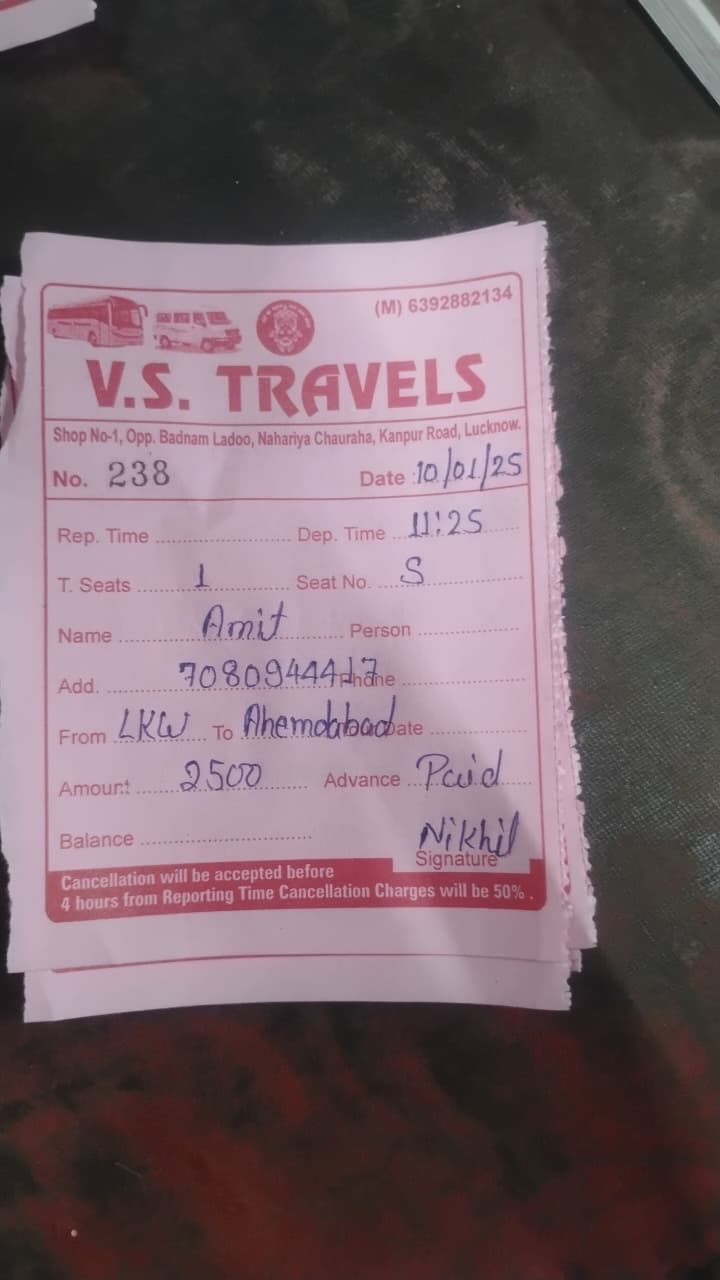 (M) 6392882134
V.S. TRAVELS
Shop No-1, Opp. Badnam Ladoo, Nahariya Chauraha, Kanpur Road, Lucknow.
No. 238 Date 10/01/25
Rep. Time Dep. Time 11:25
T. Seats 1 Seat No. S
Name Amit Person
Add. 7080944417 Phone
From LKW To Ahemdabad Tour Date
Amount 2500 Advance Paid
Balance Nikhil
Signature
Cancellation will be accepted before
4 hours from Reporting Time Cancellation Charges will be 50% .